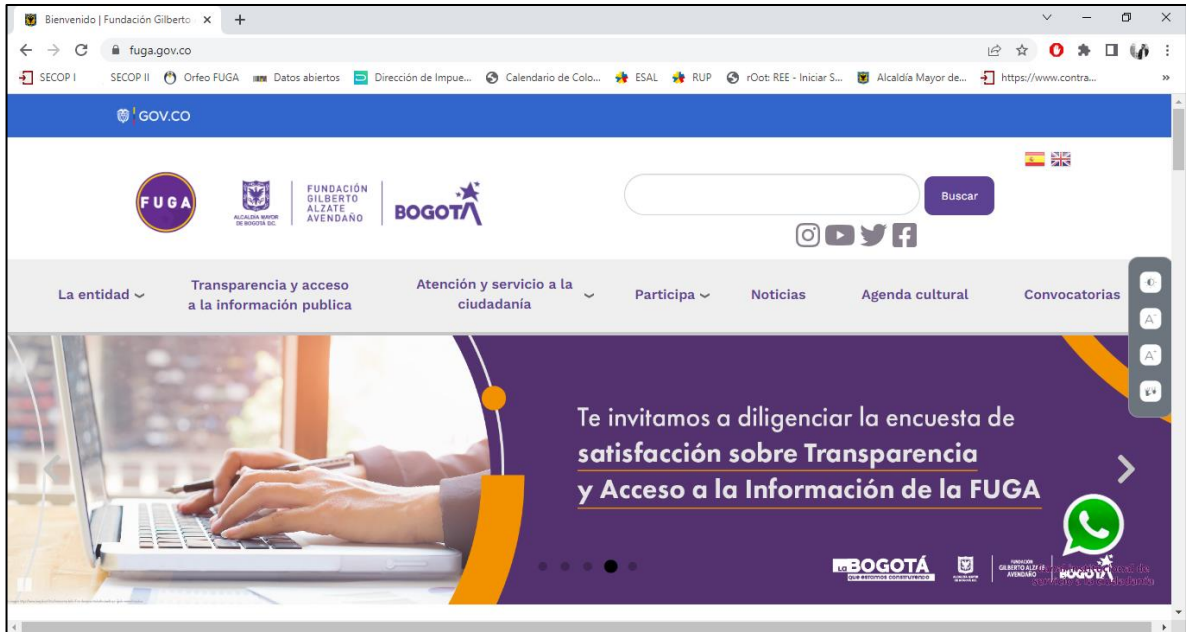 Bienvenido | Fundación Gilberto
fuga.gov.co
SECOP I SECOP II Orfeo FUGA Datos abiertos Dirección de Impue... Calendario de Colo... ESAL RUP rOot: REE - Iniciar S... Alcaldía Mayor de... https://www.contra... »
GOV.CO
FUGA
ALCALDÍA MAYOR
DE BOGOTÁ D.C.
FUNDACIÓN
GILBERTO
ALZATE
AVENDAÑO
BOGOTÁ
Buscar
La entidad
Transparencia y acceso
a la información publica
Atención y servicio a la
ciudadanía
Participa
Noticias
Agenda cultural
Convocatorias
Te invitamos a diligenciar la encuesta de
satisfacción sobre Transparencia
y Acceso a la Información de la FUGA
BOGOTÁ
QUE ESTAMOS CONSTRUYENDO
FUNDACIÓN
GILBERTO
AVENDAÑO
BOGOTÁ